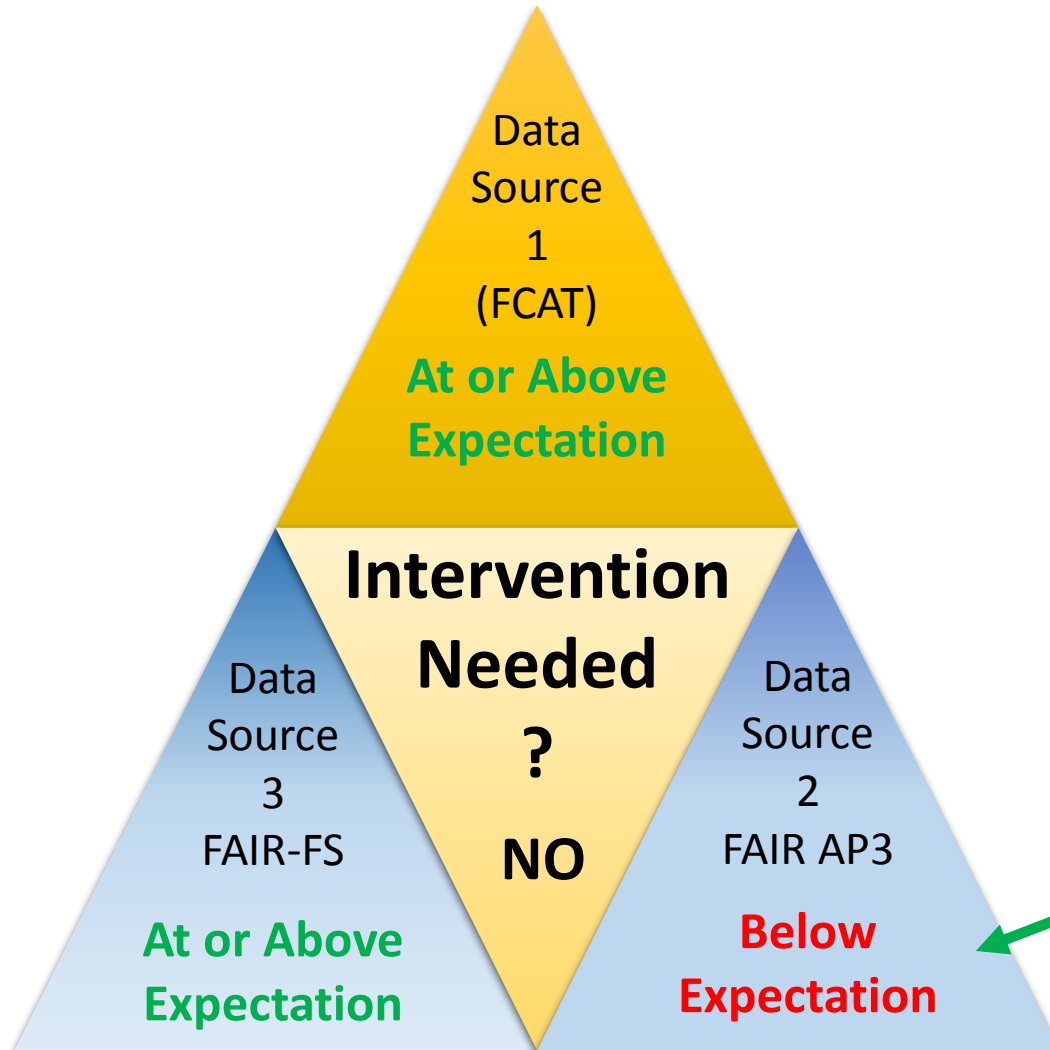 Data
Source
1
(FCAT)
At or Above
Expectation
Intervention
Needed
?
NO
Data
Source
3
FAIR-FS
At or Above
Expectation
Data
Source
2
FAIR AP3
Below
Expectation